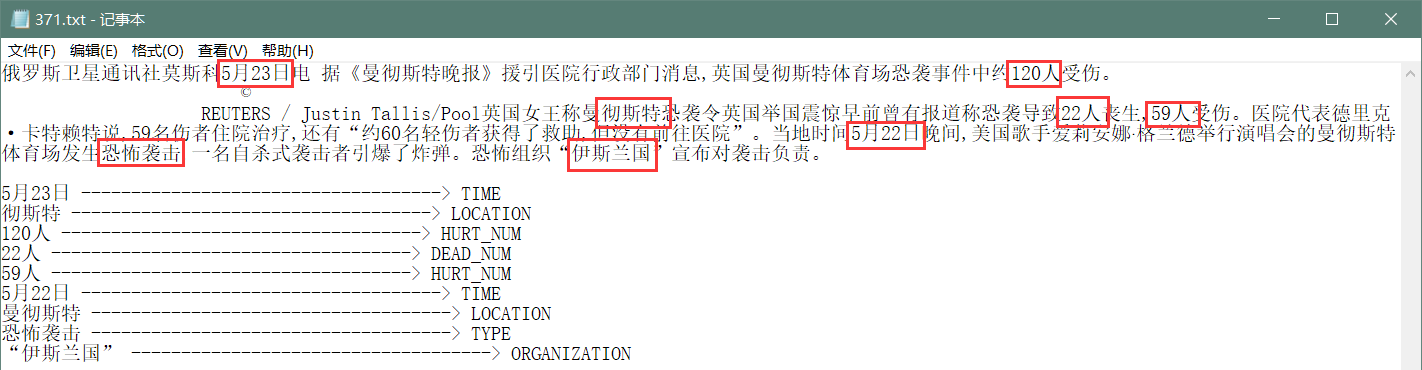 371.txt - 记事本
文件(F) 编辑(E) 格式(O) 查看(V) 帮助(H)
俄罗斯卫星通讯社莫斯科5月23日电 据《曼彻斯特晚报》援引医院行政部门消息,英国曼彻斯特体育场恐袭事件中约120人受伤。
©
REUTERS / Justin Tallis/Pool英国女王称曼彻斯特恐袭令英国举国震惊早前曾有报道称恐袭导致22人丧生,59人受伤。医院代表德里克
·卡特赖特说,59名伤者住院治疗,还有“约60名轻伤者获得了救助,但没有前往医院”。当地时间5月22日晚间,美国歌手爱莉安娜·格兰德举行演唱会的曼彻斯特
体育场发生恐怖袭击 一名自杀式袭击者引爆了炸弹。恐怖组织“伊斯兰国”宣布对袭击负责。
5月23日 ------------------------------------> TIME
彻斯特 ------------------------------------> LOCATION
120人 ------------------------------------> HURT_NUM
22人 ------------------------------------> DEAD_NUM
59人 ------------------------------------> HURT_NUM
5月22日 ------------------------------------> TIME
曼彻斯特 ------------------------------------> LOCATION
恐怖袭击 ------------------------------------> TYPE
“伊斯兰国” ------------------------------------> ORGANIZATION